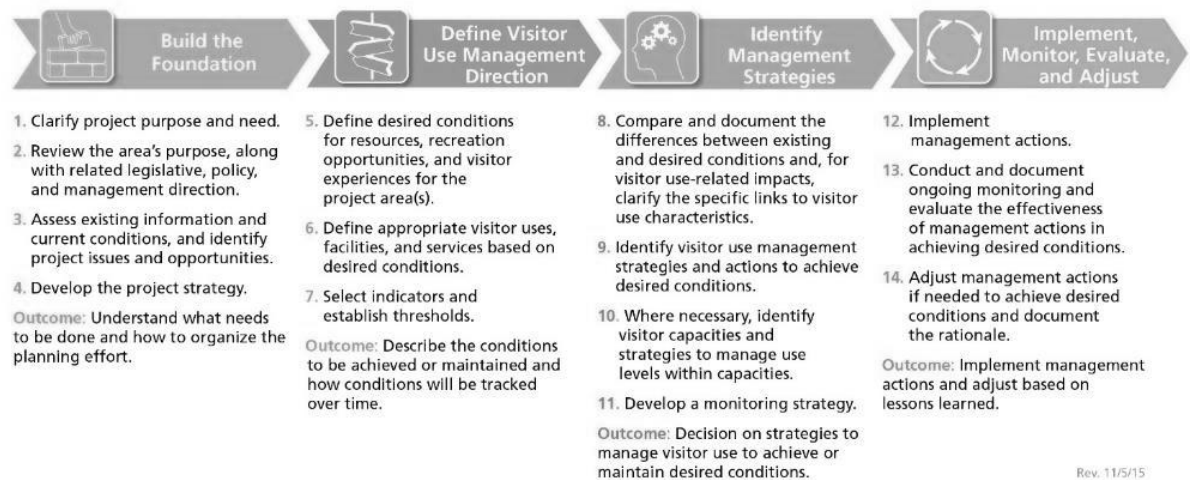 Build the
Foundation
1. Clarify project purpose and need.
2. Review the area's purpose, along
with related legislative, policy,
and management direction.
3. Assess existing information and
current conditions, and identify
project issues and opportunities.
4. Develop the project strategy.
Outcome: Understand what needs
to be done and how to organize the
planning effort.
Define Visitor
Use Management
Direction
5. Define desired conditions
for resources, recreation
opportunities, and visitor
experiences for the
project area(s).
6. Define appropriate visitor uses,
facilities, and services based on
desired conditions.
7. Select indicators and
establish thresholds.
Outcome: Describe the conditions
to be achieved or maintained and
how conditions will be tracked
over time.
Identify
Management
Strategies
8. Compare and document the
differences between existing
and desired conditions and, for
visitor use-related impacts,
clarify the specific links to visitor
use characteristics.
9. Identify visitor use management
strategies and actions to achieve
desired conditions.
10. Where necessary, identify
visitor capacities and
strategies to manage use
levels within capacities.
11. Develop a monitoring strategy.
Outcome: Decision on strategies to
manage visitor use to achieve or
maintain desired conditions.
Implement,
Monitor, Evaluate,
and Adjust
12. Implement
management actions.
13. Conduct and document
ongoing monitoring and
evaluate the effectiveness
of management actions in
achieving desired conditions.
14. Adjust management actions
if needed to achieve desired
conditions and document
the rationale.
Outcome: Implement management
actions and adjust based on
lessons learned.
Rev. 11/5/15